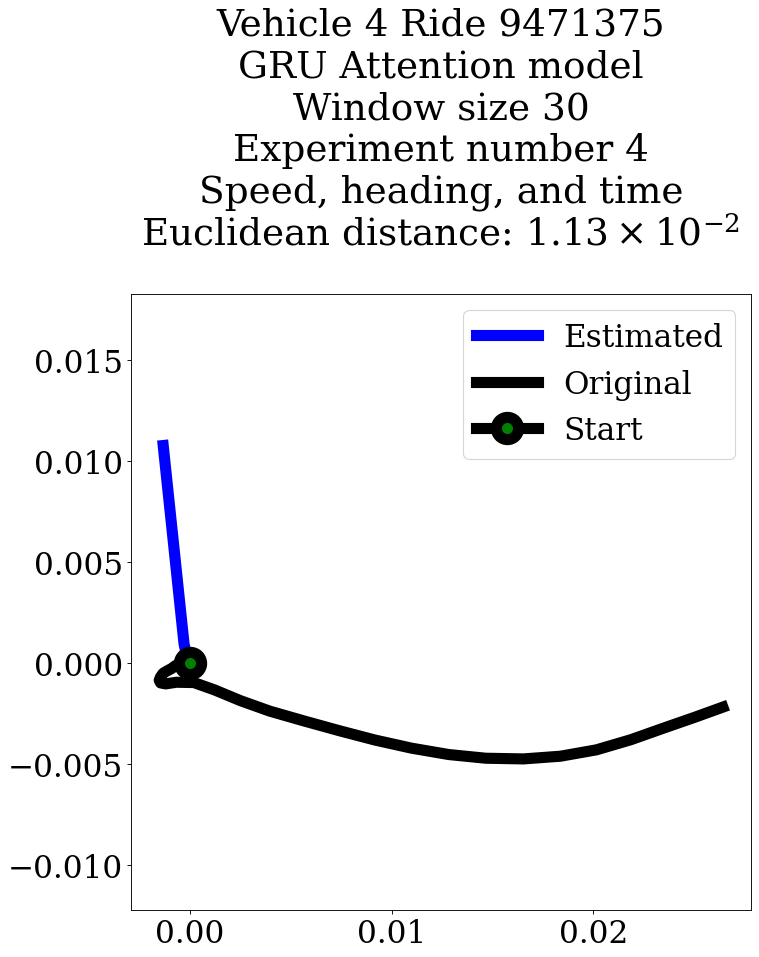 Vehicle 4 Ride 9471375
GRU Attention model
Window size 30
Experiment number 4
Speed, heading, and time
Euclidean distance: 1.13 × 10⁻²
Estimated
Original
Start
0.015
0.010
0.005
0.000
−0.005
−0.010
0.00 0.01 0.02